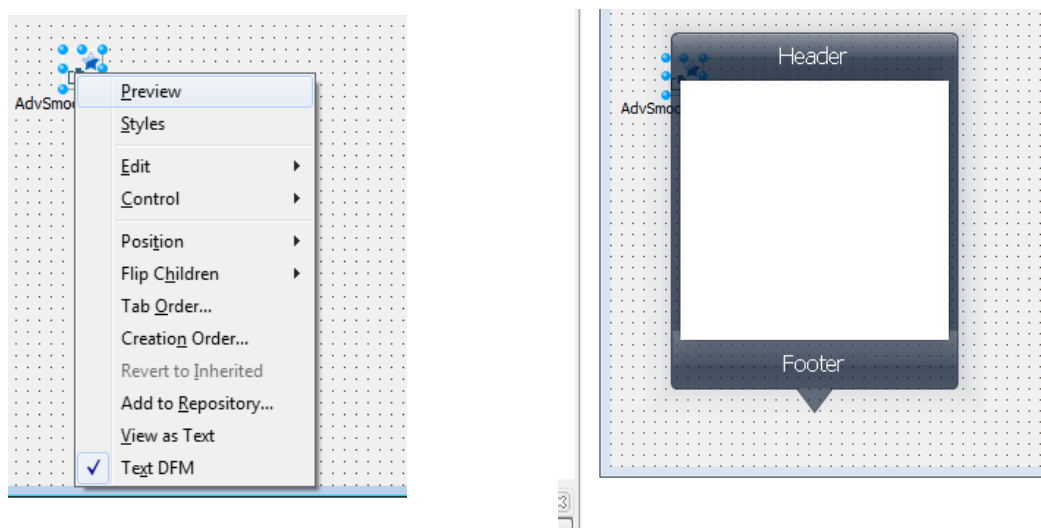 AdvSmo
Preview
Styles
Edit
Control
Position
Flip Children
Tab Order...
Creation Order...
Revert to Inherited
Add to Repository...
View as Text
Text DFM
Header
AdvSmo
Footer